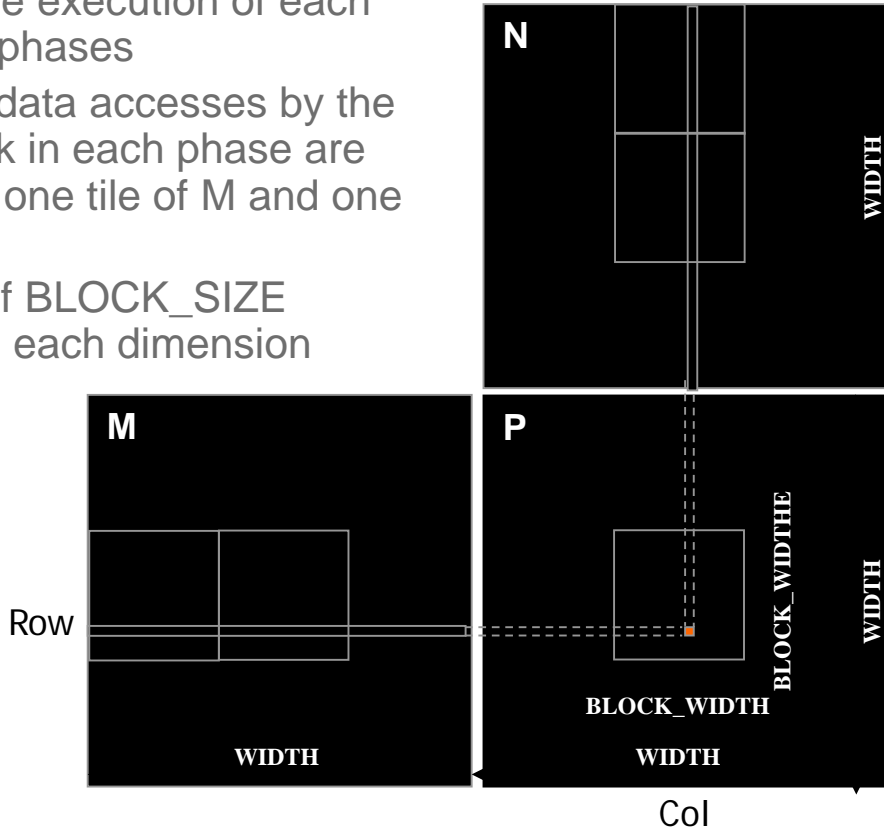 e execution of each
phases
data accesses by the
k in each phase are
one tile of M and one
f BLOCK_SIZE
each dimension
N
WIDTH
M
P
BLOCK_WIDTHE
WIDTH
Row
BLOCK_WIDTH
WIDTH
WIDTH
Col